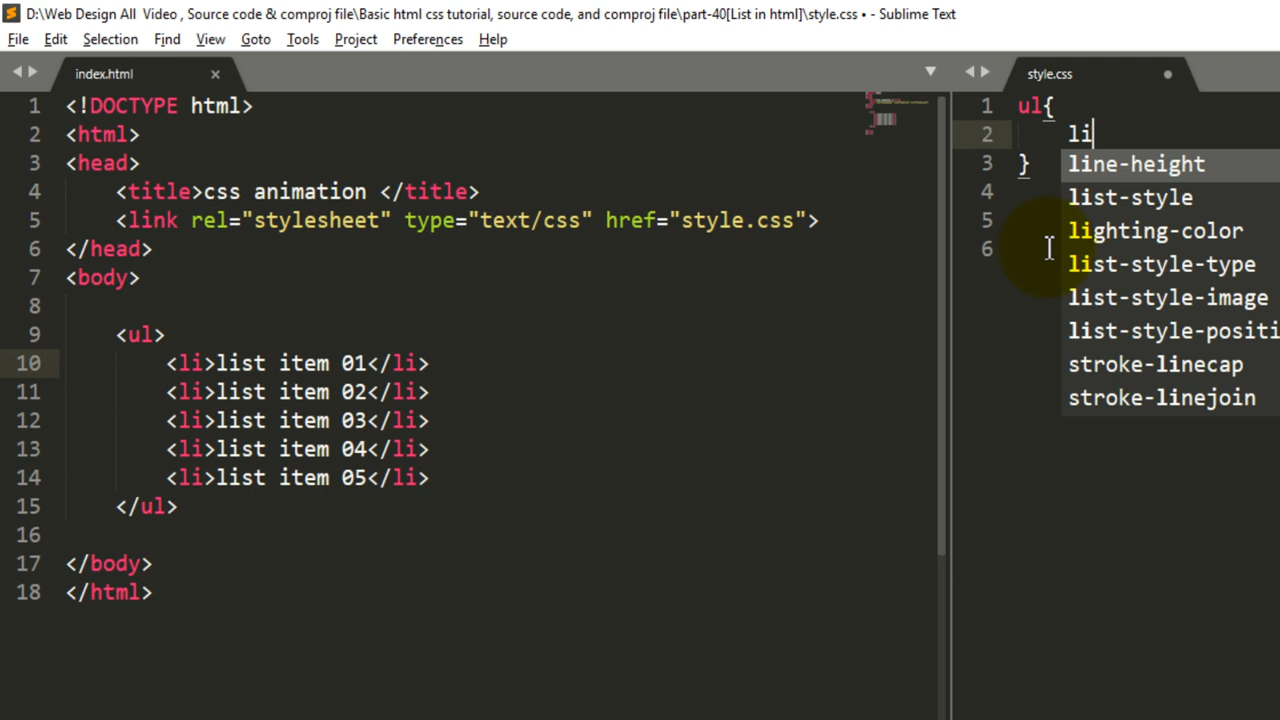 D:\Web Design All  Video , Source code & comproj file\Basic html css tutorial, source code, and comproj file\part-40[List in html]\style.css • - Sublime Text
File Edit Selection Find View Goto Tools Project Preferences Help
index.html ×
1 <!DOCTYPE html>
2 <html>
3 <head>
4     <title>css animation </title>
5     <link rel="stylesheet" type="text/css" href="style.css">
6 </head>
7 <body>
8
9     <ul>
10         <li>list item 01</li>
11         <li>list item 02</li>
12         <li>list item 03</li>
13         <li>list item 04</li>
14         <li>list item 05</li>
15     </ul>
16
17 </body>
18 </html>
style.css
1 ul{
2     li
3 }
4
5
6
line-height
list-style
lighting-color
list-style-type
list-style-image
list-style-positi
stroke-linecap
stroke-linejoin